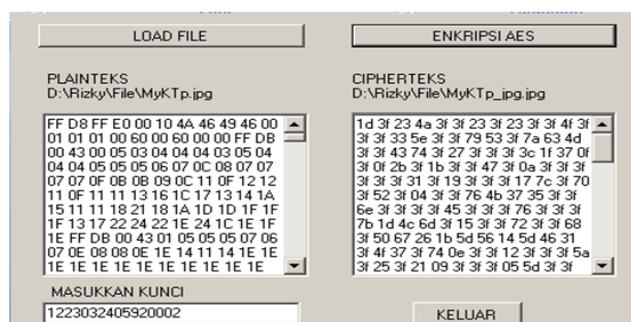 LOAD FILE
ENKRIPSI AES
PLAINTEKS
D:\Rizky\File\MyKTp.jpg
FF D8 FF E0 00 10 4A 46 49 46 00
01 01 01 00 60 00 60 00 00 FF DB
00 43 00 05 03 04 04 04 03 05 04
04 04 05 05 05 06 07 0C 08 07 07
07 07 0F 0B 0B 09 0C 11 0F 12 12
11 0F 11 11 13 16 1C 17 13 14 1A
15 11 11 18 21 18 1A 1D 1D 1F 1F
1F 13 17 22 24 22 1E 24 1C 1E 1F
1E FF DB 00 43 01 05 05 05 07 06
07 0E 08 08 0E 1E 14 11 14 1E 1E
1E 1E 1E 1E 1E 1E 1E 1E 1E 1E
CIPHERTEKS
D:\Rizky\File\MyKTp_jpg.jpg
1d 3f 23 4a 3f 3f 23 3f 23 3f 3f 4f 3f
3f 3f 33 5e 3f 3f 79 53 3f 7a 63 4d
3f 3f 43 74 3f 27 3f 3f 3f 3c 1f 37 0f
3f 0f 2b 3f 1b 3f 3f 47 3f 0a 3f 3f 3f
3f 3f 3f 31 3f 19 3f 3f 3f 17 7c 3f 70
3f 52 3f 04 3f 3f 76 4b 37 35 3f 3f
6e 3f 3f 3f 3f 45 3f 3f 3f 76 3f 3f 3f
7b 1d 4c 6d 3f 15 3f 3f 72 3f 3f 68
3f 50 67 26 1b 5d 56 14 5d 46 31
3f 4f 37 3f 74 0e 3f 3f 12 3f 3f 3f 5a
3f 25 3f 21 09 3f 3f 3f 05 5d 3f 3f
MASUKKAN KUNCI
1223032405920002
KELUAR